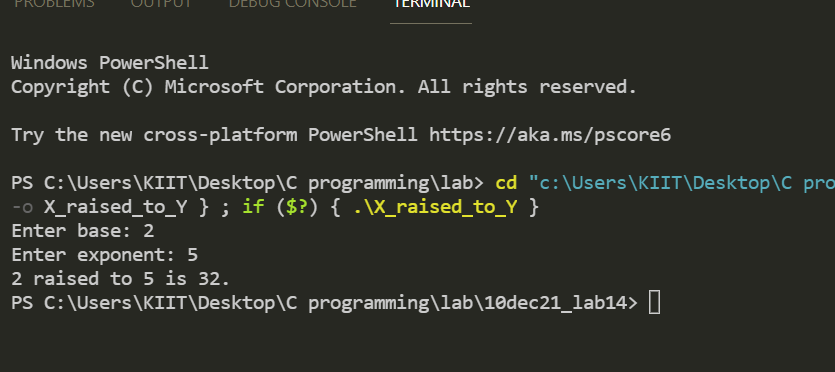 PROBLEMS OUTPUT DEBUG CONSOLE TERMINAL
Windows PowerShell
Copyright (C) Microsoft Corporation. All rights reserved.
Try the new cross-platform PowerShell https://aka.ms/pscore6
PS C:\Users\KIIT\Desktop\C programming\lab> cd "c:\Users\KIIT\Desktop\C pro
-o X_raised_to_Y } ; if ($?) { .\X_raised_to_Y }
Enter base: 2
Enter exponent: 5
2 raised to 5 is 32.
PS C:\Users\KIIT\Desktop\C programming\lab\10dec21_lab14>